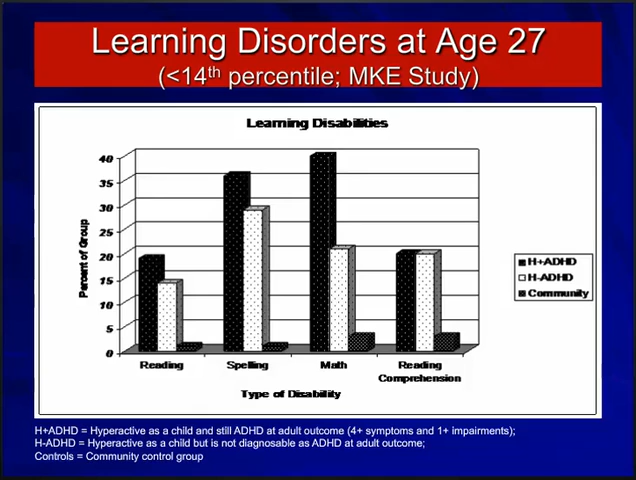 Learning Disorders at Age 27
(<14th percentile; MKE Study)
Learning Disabilities
40
35
30
25
20
15
10
5
0
Percent of Group
Reading
Spelling
Math
Reading
Comprehension
Type of Disability
H+ADHD
H-ADHD
Community
H+ADHD = Hyperactive as a child and still ADHD at adult outcome (4+ symptoms and 1+ impairments);
H-ADHD = Hyperactive as a child but is not diagnosable as ADHD at adult outcome;
Controls = Community control group